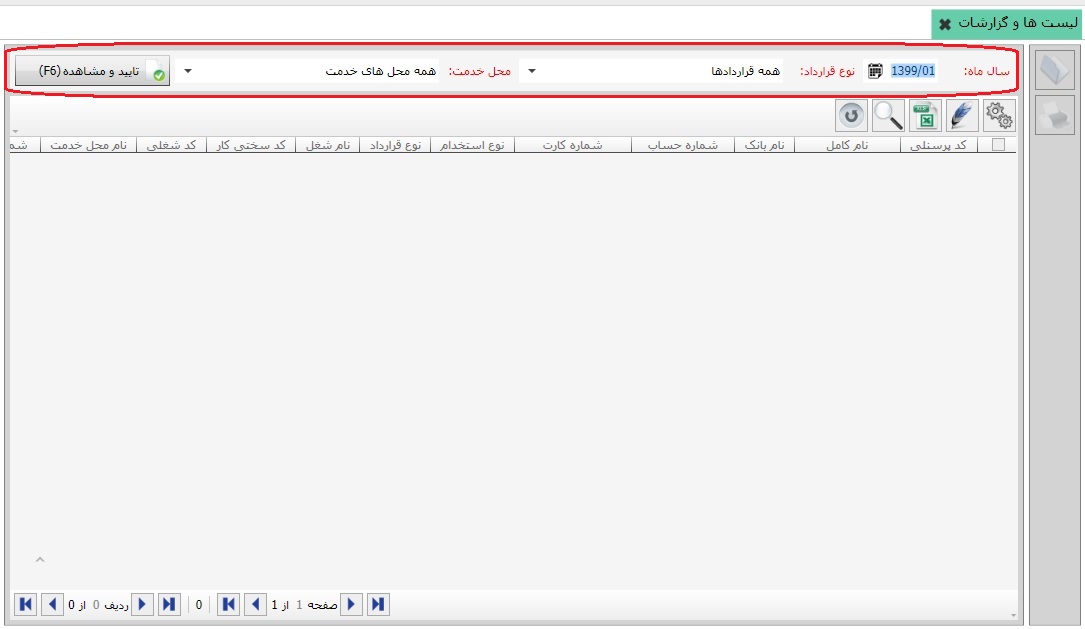 لیست ها و گزارشات
سال ماه: 1399/01 نوع قرارداد: همه قراردادها محل خدمت: همه محل های خدمت تایید و مشاهده (F6)
کد پرسنلی نام کامل نام بانک شماره حساب شماره کارت نوع استخدام نوع قرارداد نام شغل کد سختی کار کد شغلی نام محل خدمت شم
صفحه 1 از 1 0 ردیف 0 از 0